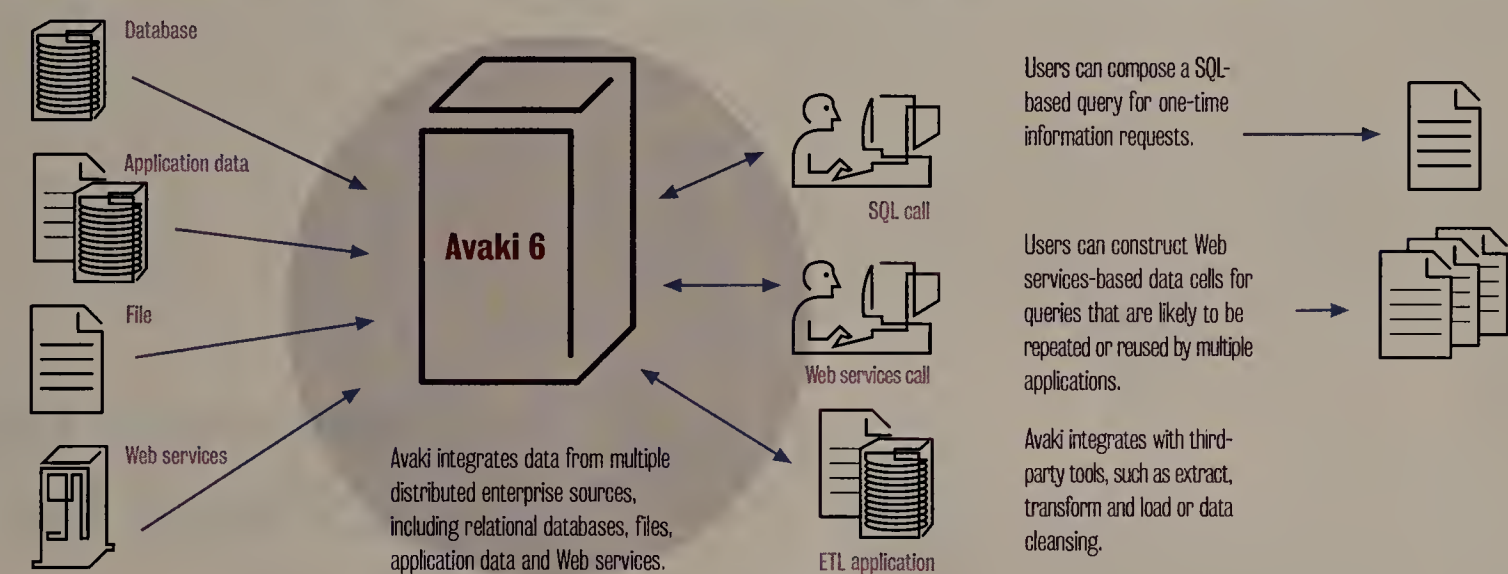 Database
Application data
File
Web services
Avaki 6
Avaki integrates data from multiple
distributed enterprise sources,
including relational databases, files,
application data and Web services.
SQL call
Web services call
ETL application
Users can compose a SQL-
based query for one-time
information requests.
Users can construct Web
services-based data cells for
queries that are likely to be
repeated or reused by multiple
applications.
Avaki integrates with third-
party tools, such as extract,
transform and load or data
cleansing.